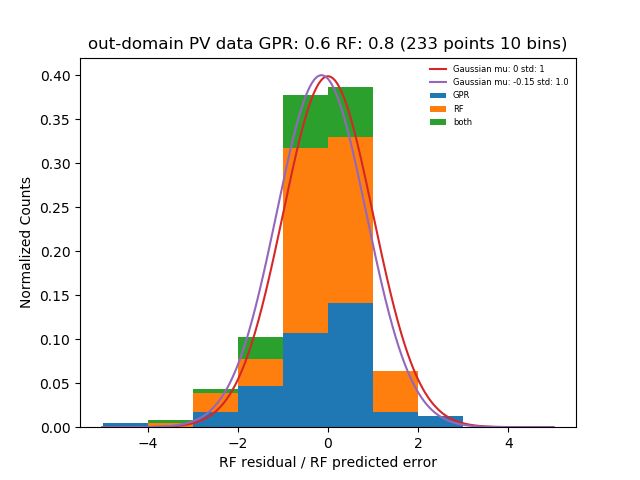 out-domain PV data GPR: 0.6 RF: 0.8 (233 points 10 bins)
Gaussian mu: 0 std: 1
Gaussian mu: -0.15 std: 1.0
GPR
RF
both
Normalized Counts
0.40
0.35
0.30
0.25
0.20
0.15
0.10
0.05
0.00
−4
−2
0
2
4
RF residual / RF predicted error